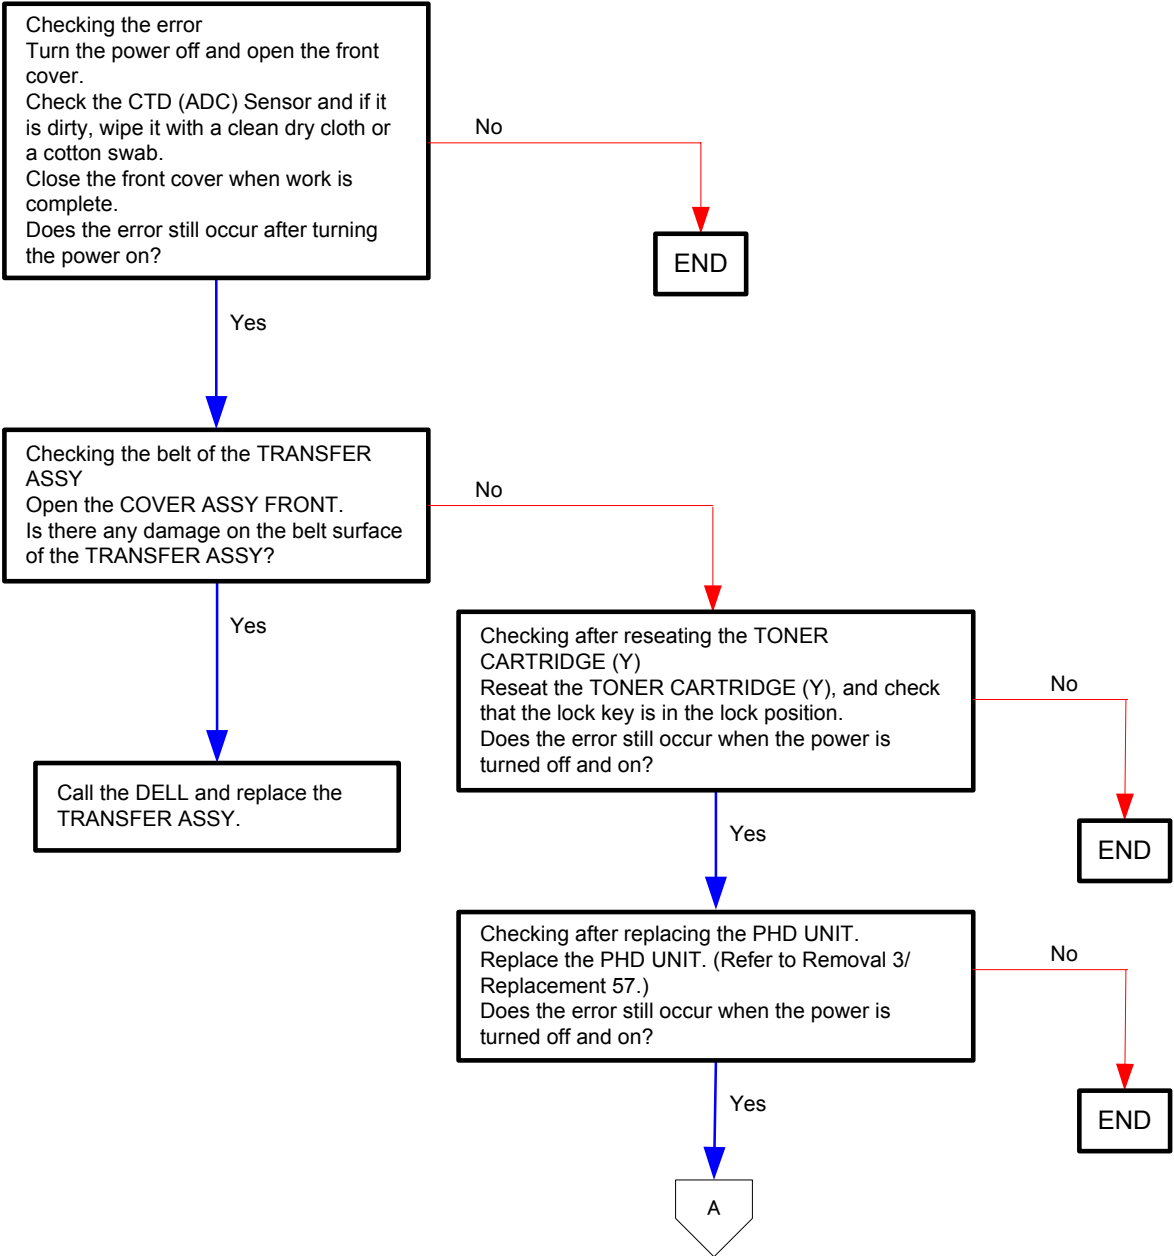 Checking the error
Turn the power off and open the front
cover.
Check the CTD (ADC) Sensor and if it
is dirty, wipe it with a clean dry cloth or
a cotton swab.
Close the front cover when work is
complete.
Does the error still occur after turning
the power on?
No
END
Yes
Checking the belt of the TRANSFER
ASSY
Open the COVER ASSY FRONT.
Is there any damage on the belt surface
of the TRANSFER ASSY?
No
Yes
Call the DELL and replace the
TRANSFER ASSY.
Checking after reseating the TONER
CARTRIDGE (Y)
Reseat the TONER CARTRIDGE (Y), and check
that the lock key is in the lock position.
Does the error still occur when the power is
turned off and on?
No
END
Yes
Checking after replacing the PHD UNIT.
Replace the PHD UNIT. (Refer to Removal 3/
Replacement 57.)
Does the error still occur when the power is
turned off and on?
No
END
Yes
A